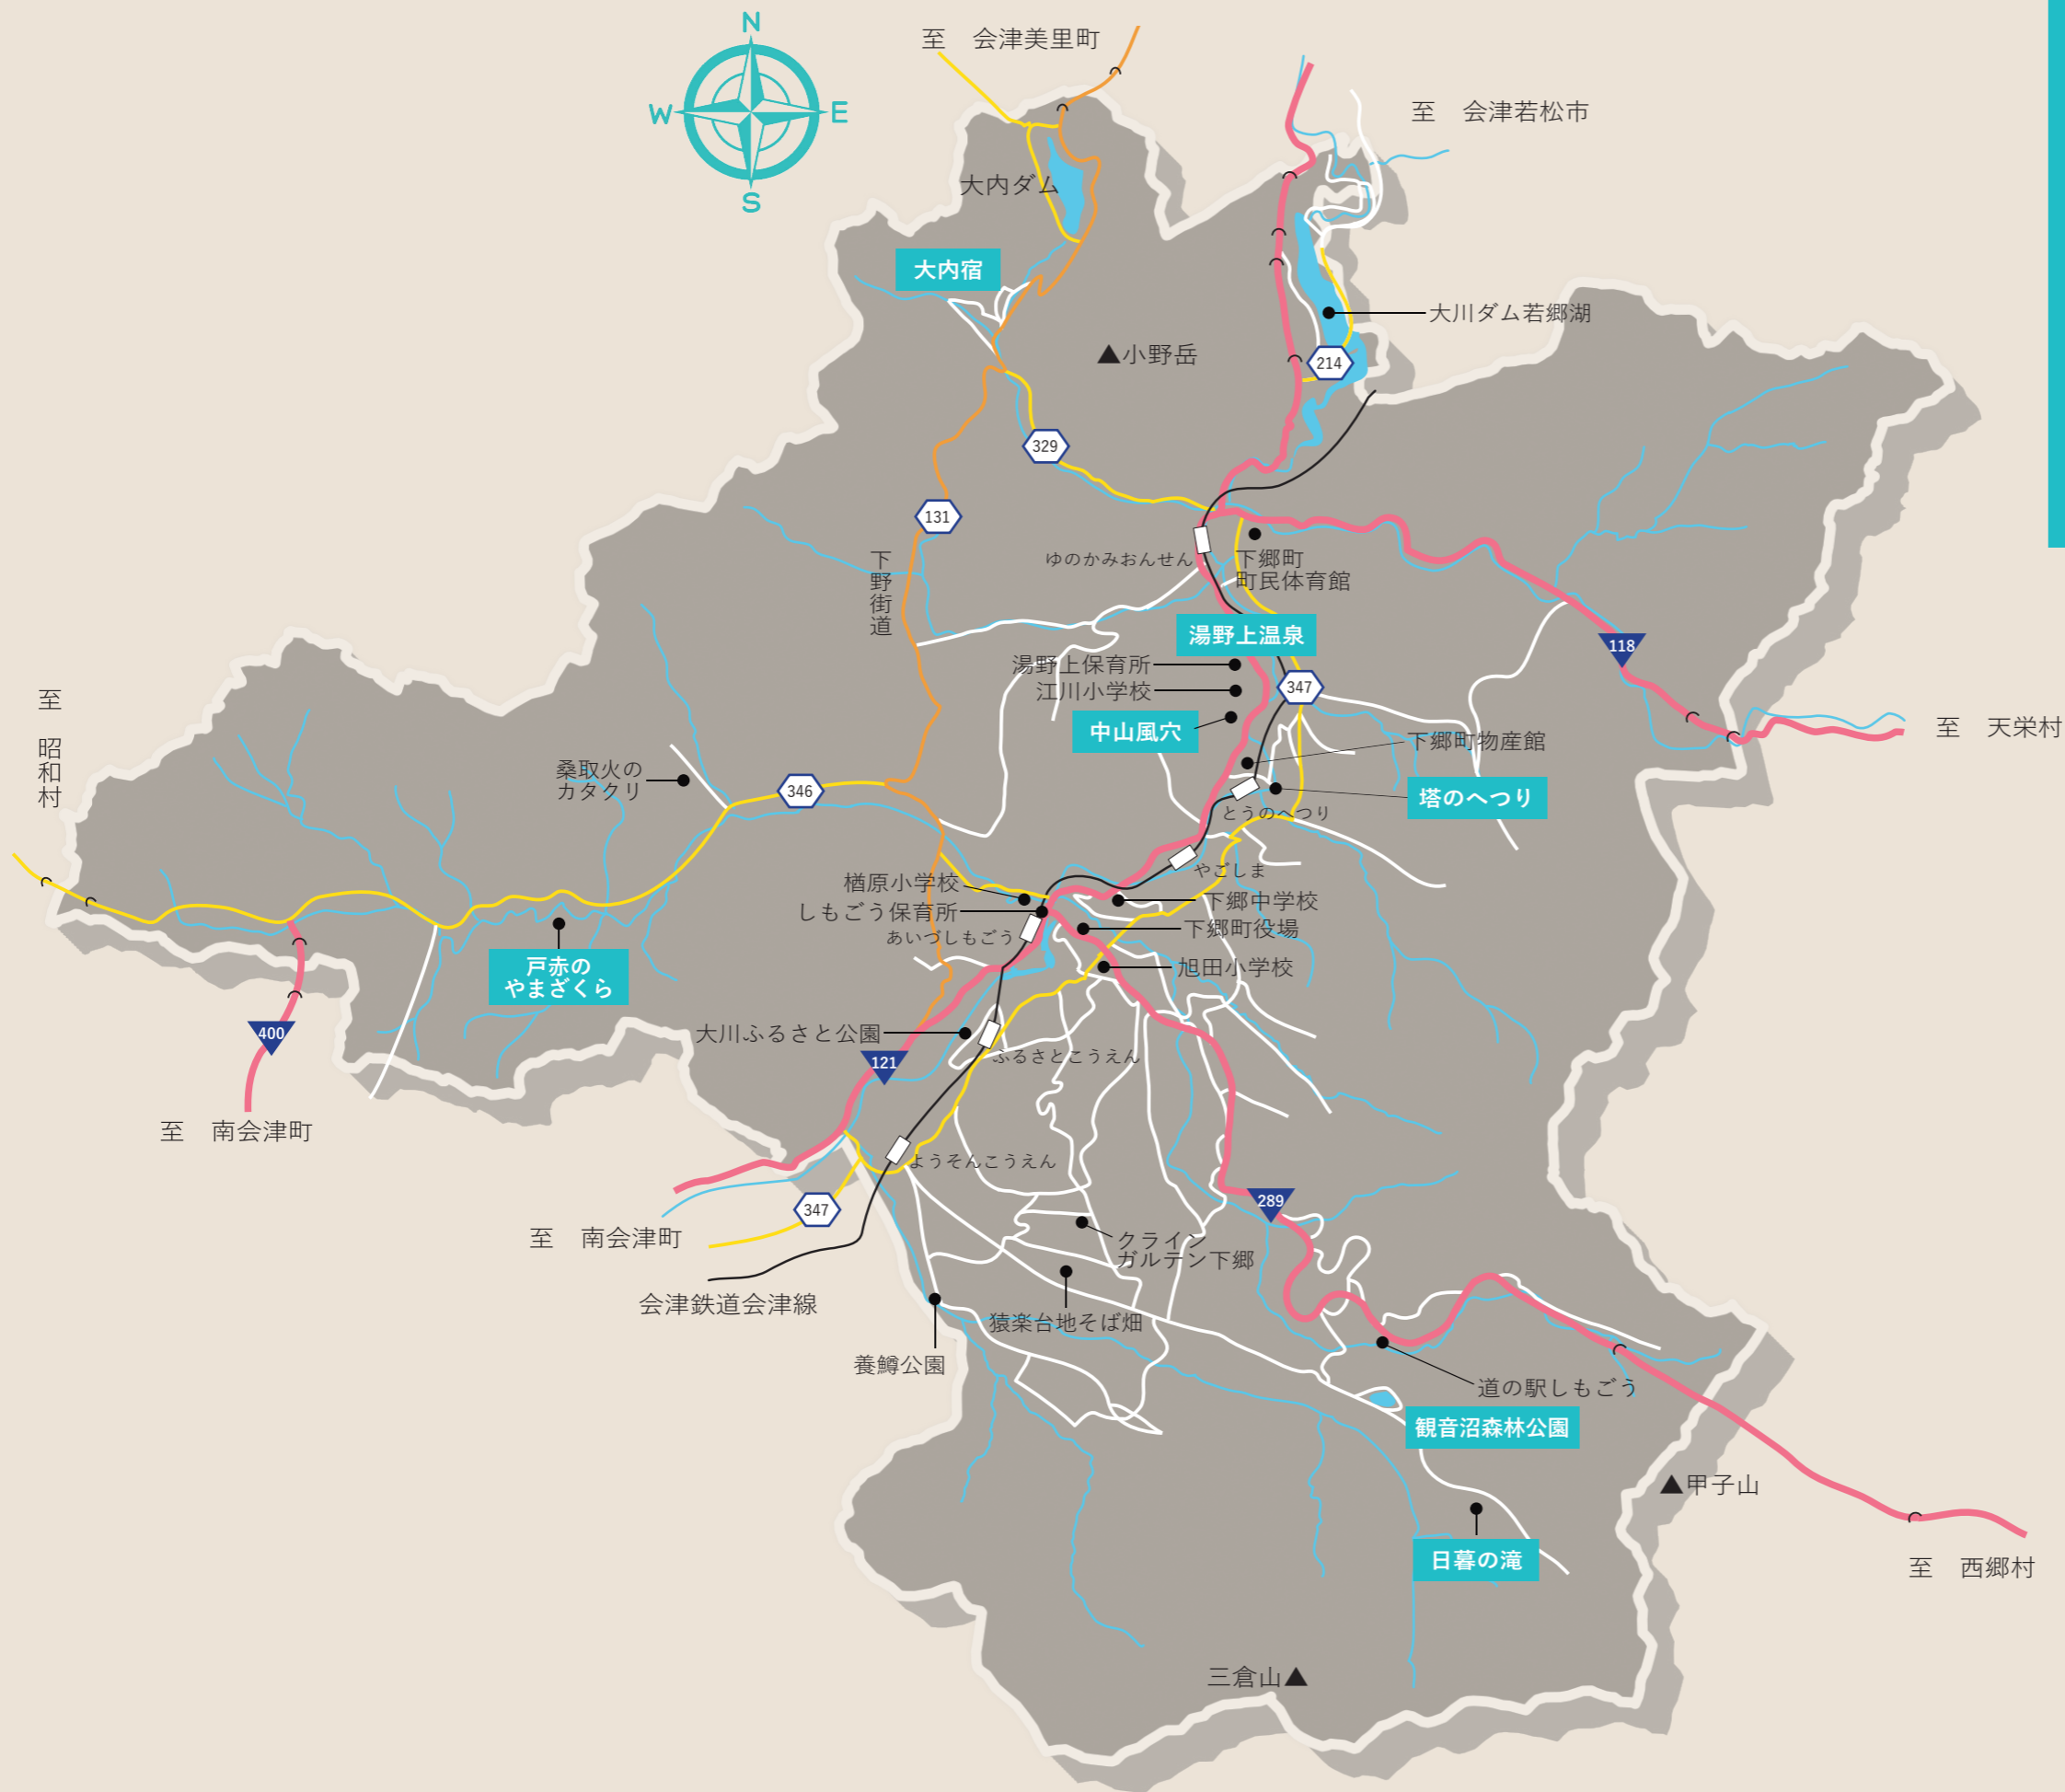 N
至　会津美里町
至　会津若松市
W
E
S
大内ダム
大内宿
大川ダム若郷湖
▲小野岳
214
329
131
下野街道
ゆのかみおんせん
下郷町
町民体育館
湯野上温泉
118
湯野上保育所
江川小学校
347
中山風穴
至　昭和村
至　天栄村
下郷町物産館
桑取火の
カタクリ
346
塔のへつり
とうのへつり
やごしま
楢原小学校
しもごう保育所
あいづしもごう
下郷中学校
下郷町役場
旭田小学校
戸赤の
やまざくら
400
大川ふるさと公園
ふるさとこうえん
121
至　南会津町
ようそんこうえん
347
289
至　南会津町
クライン
ガルテン下郷
会津鉄道会津線
猿楽台地そば畑
養鱒公園
道の駅しもごう
観音沼森林公園
▲甲子山
日暮の滝
至　西郷村
三倉山▲